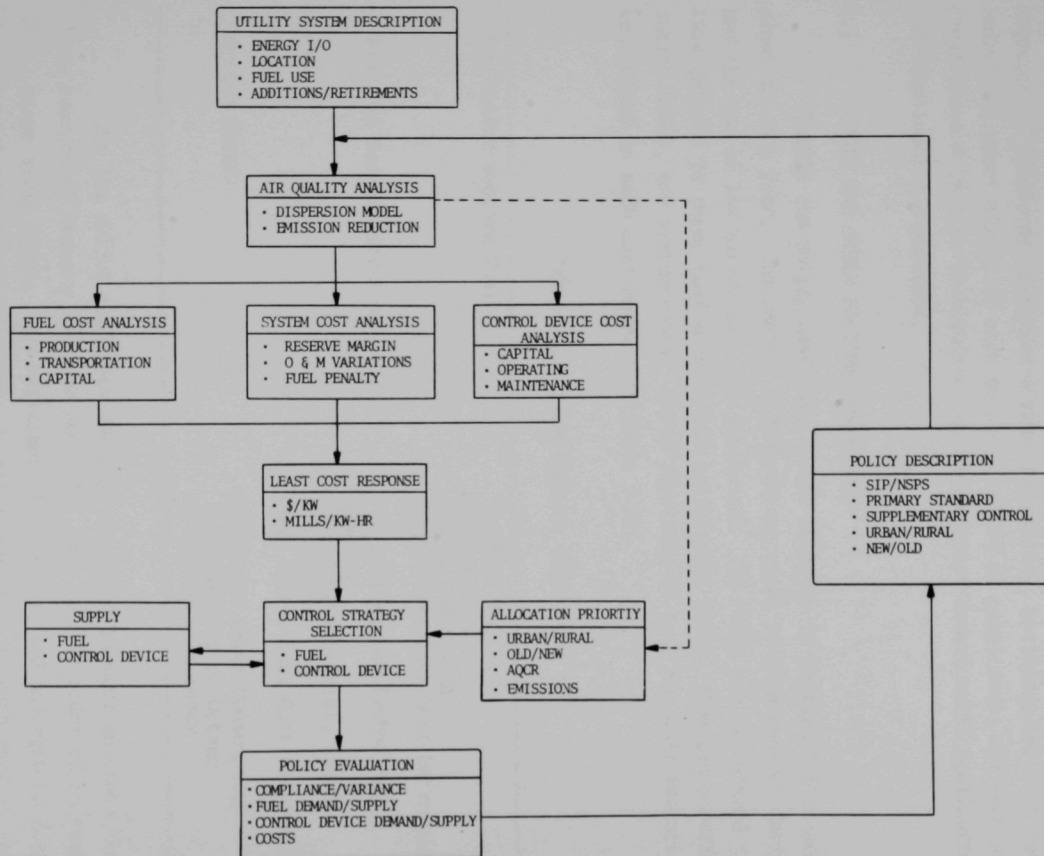 UTILITY SYSTEM DESCRIPTION
· ENERGY I/O
· LOCATION
· FUEL USE
· ADDITIONS/RETIREMENTS
AIR QUALITY ANALYSIS
· DISPERSION MODEL
· EMISSION REDUCTION
FUEL COST ANALYSIS
· PRODUCTION
· TRANSPORTATION
· CAPITAL
SYSTEM COST ANALYSIS
· RESERVE MARGIN
· O & M VARIATIONS
· FUEL PENALTY
CONTROL DEVICE COST
ANALYSIS
· CAPITAL
· OPERATING
· MAINTENANCE
LEAST COST RESPONSE
· $/KW
· MILLS/KW-HR
POLICY DESCRIPTION
· SIP/NSPS
· PRIMARY STANDARD
· SUPPLEMENTARY CONTROL
· URBAN/RURAL
· NEW/OLD
SUPPLY
· FUEL
· CONTROL DEVICE
CONTROL STRATEGY
SELECTION
· FUEL
· CONTROL DEVICE
ALLOCATION PRIORTIY
· URBAN/RURAL
· OLD/NEW
· AQCR
· EMISSIONS
POLICY EVALUATION
· COMPLIANCE/VARIANCE
· FUEL DEMAND/SUPPLY
· CONTROL DEVICE DEMAND/SUPPLY
· COSTS